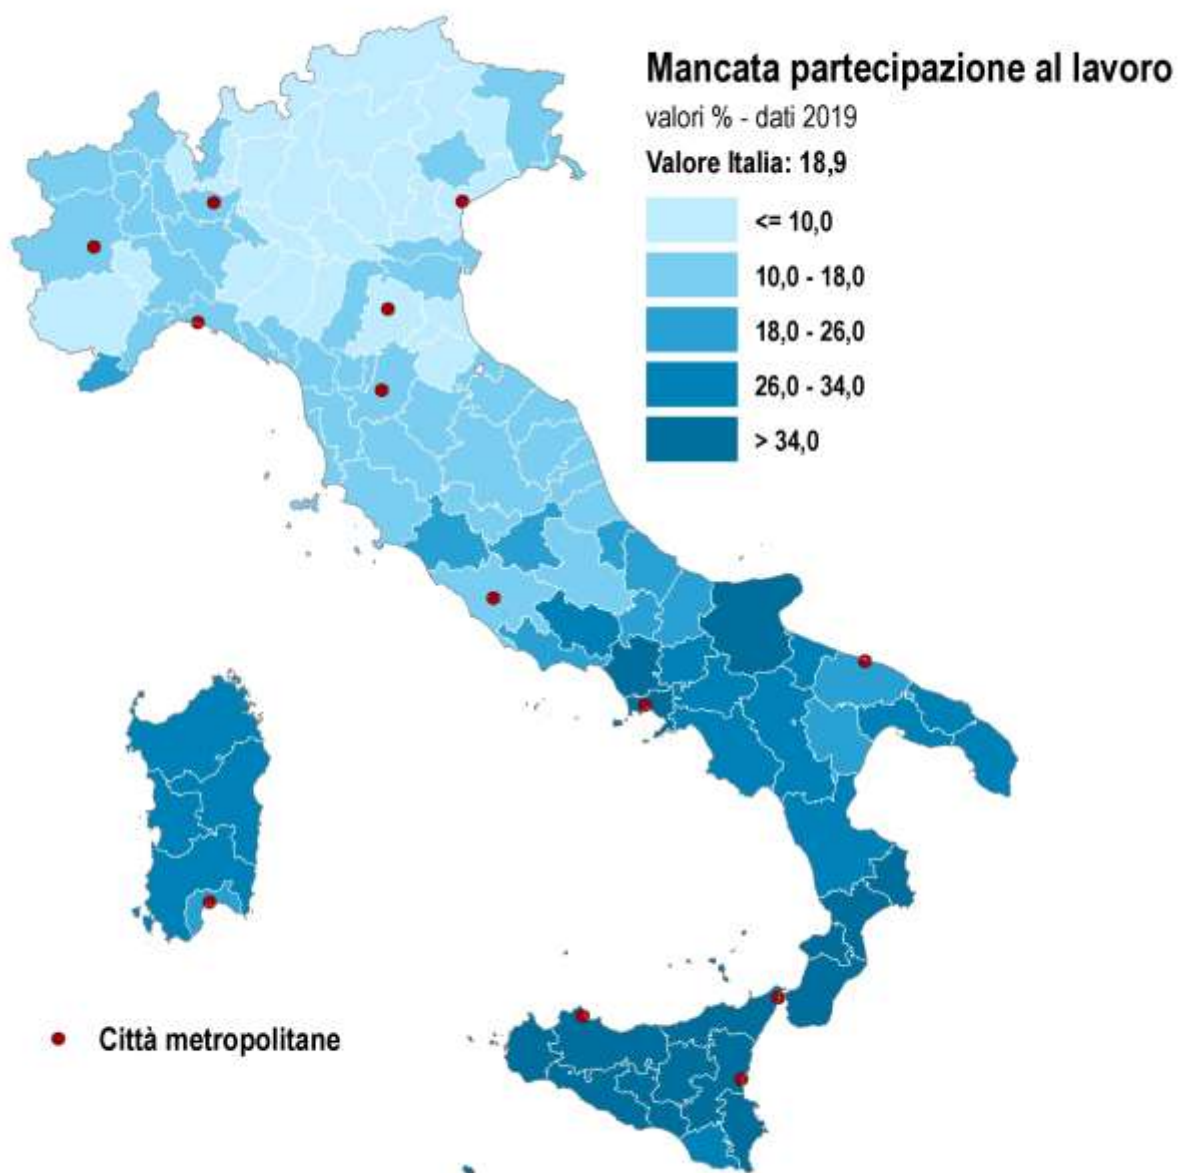 Mancata partecipazione al lavoro
valori % - dati 2019
Valore Italia: 18,9
<= 10,0
10,0 - 18,0
18,0 - 26,0
26,0 - 34,0
> 34,0
Città metropolitane